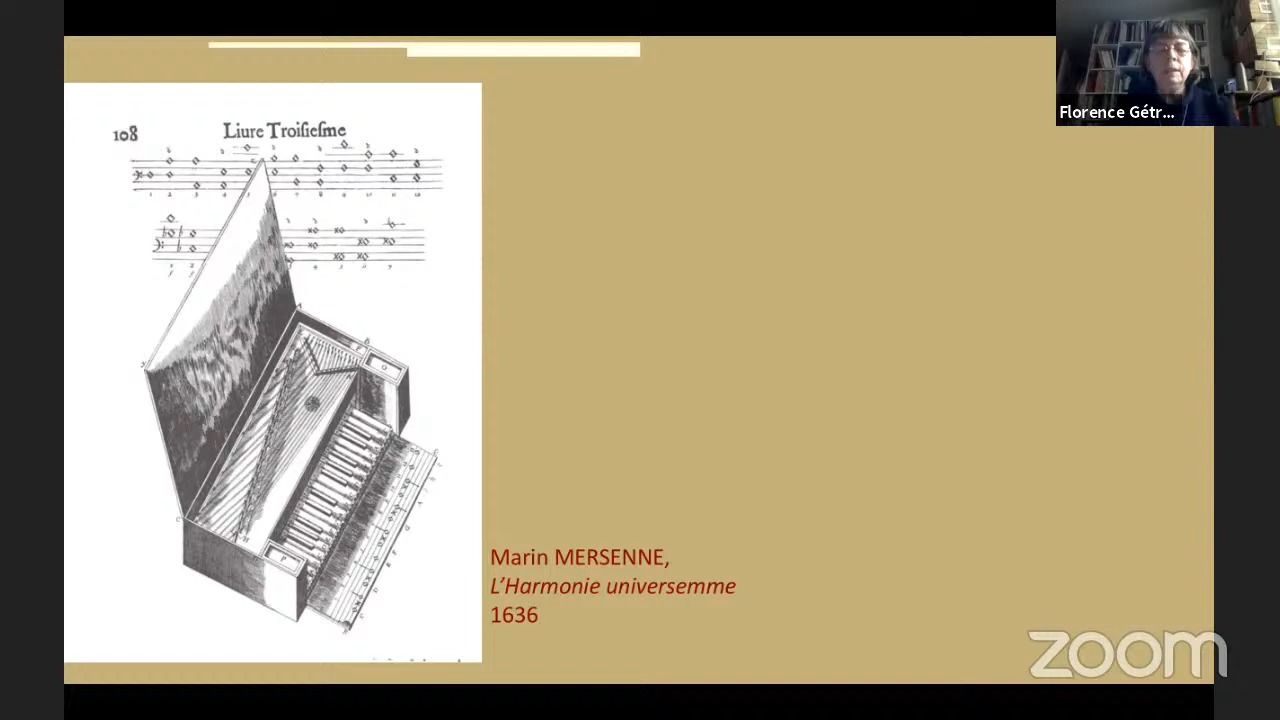 108 Liure Troisiesme
Marin MERSENNE,
L'Harmonie universemme
1636
Florence Gétr...
zoom